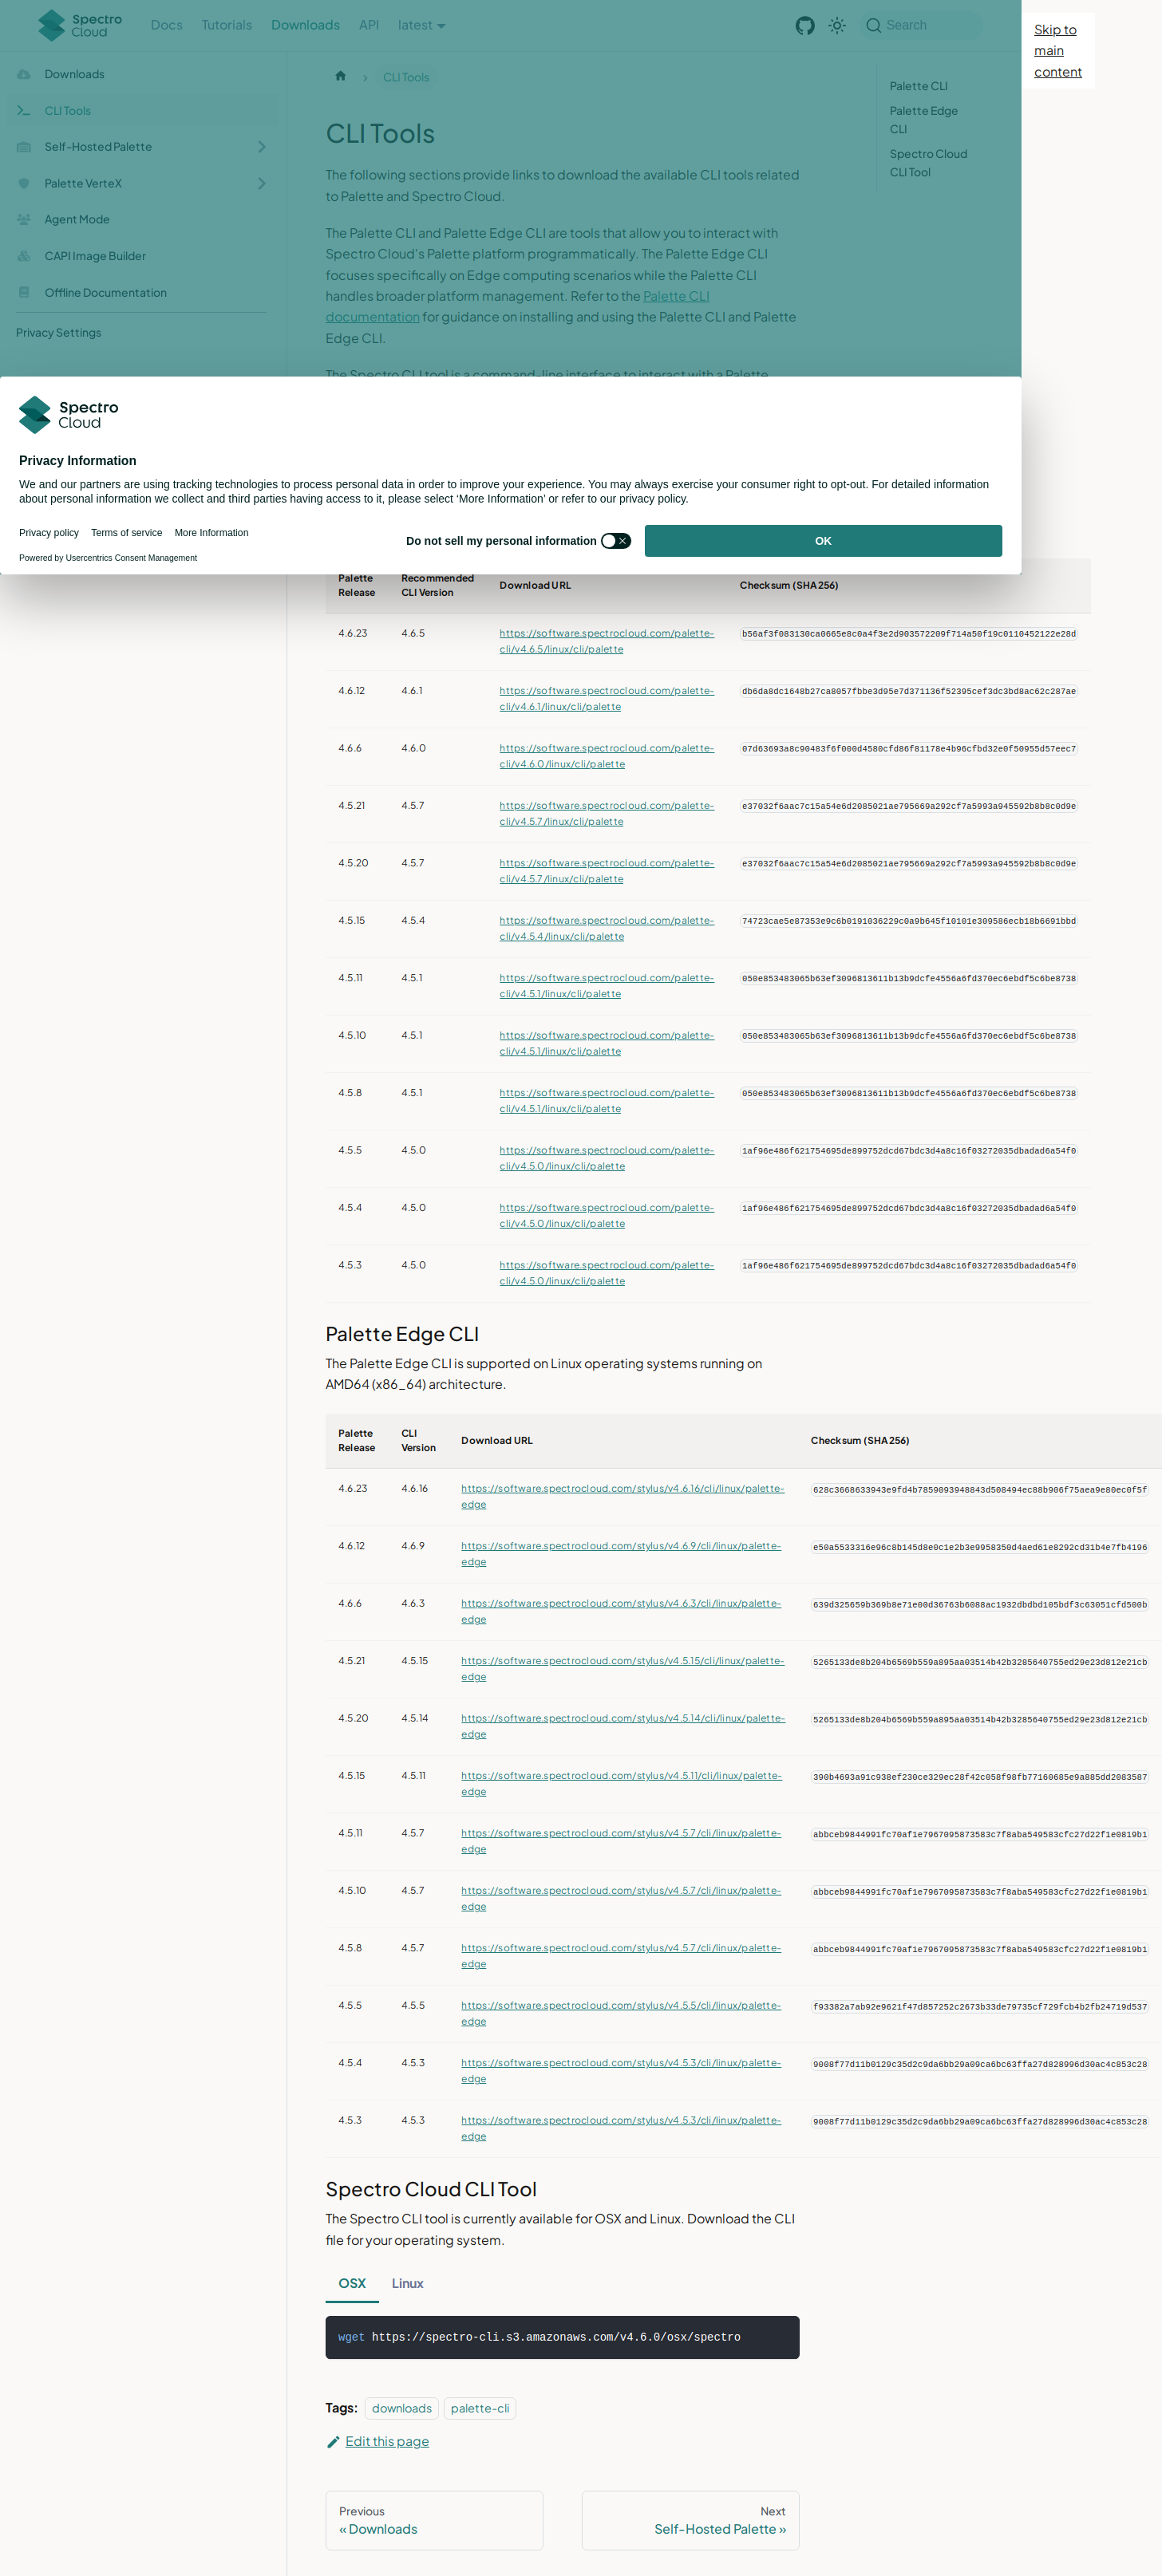 Spectro
Cloud
Docs
Tutorials
Downloads
API
latest
Search
Skip to
main
content
Downloads
CLI Tools
Self-Hosted Palette
Palette VerteX
Agent Mode
CAPI Image Builder
Offline Documentation
Privacy Settings
CLI Tools
Palette CLI
Palette Edge
CLI
Spectro Cloud
CLI Tool
CLI Tools
The following sections provide links to download the available CLI tools related
to Palette and Spectro Cloud.
The Palette CLI and Palette Edge CLI are tools that allow you to interact with
Spectro Cloud's Palette platform programmatically. The Palette Edge CLI
focuses specifically on Edge computing scenarios while the Palette CLI
handles broader platform management. Refer to the Palette CLI
documentation for guidance on installing and using the Palette CLI and Palette
Edge CLI.
The Spectro CLI tool is a command-line interface to interact with a Palette
Spectro
Cloud
Privacy Information
We and our partners are using tracking technologies to process personal data in order to improve your experience. You may always exercise your consumer right to opt-out. For detailed information
about personal information we collect and third parties having access to it, please select ‘More Information’ or refer to our privacy policy.
Privacy policy
Terms of service
More Information
Powered by Usercentrics Consent Management
Do not sell my personal information
OK
Palette
Release
Recommended
CLI Version
Download URL
Checksum (SHA256)
4.6.23 4.6.5 https://software.spectrocloud.com/palette- b56af3f083130ca0665e8c0a4f3e2d903572209f714a50f19c0110452122e28d
cli/v4.6.5/linux/cli/palette
4.6.12 4.6.1 https://software.spectrocloud.com/palette- db6da8dc1648b27ca8057fbbe3d95e7d371136f52395cef3dc3bd8ac62c287ae
cli/v4.6.1/linux/cli/palette
4.6.6 4.6.0 https://software.spectrocloud.com/palette- 07d63693a8c90483f6f000d4580cfd86f81178e4b96cfbd32e0f50955d57eec7
cli/v4.6.0/linux/cli/palette
4.5.21 4.5.7 https://software.spectrocloud.com/palette- e37032f6aac7c15a54e6d2085021ae795669a292cf7a5993a945592b8b8c0d9e
cli/v4.5.7/linux/cli/palette
4.5.20 4.5.7 https://software.spectrocloud.com/palette- e37032f6aac7c15a54e6d2085021ae795669a292cf7a5993a945592b8b8c0d9e
cli/v4.5.7/linux/cli/palette
4.5.15 4.5.4 https://software.spectrocloud.com/palette- 74723cae5e87353e9c6b0191036229c0a9b645f10101e309586ecb18b6691bbd
cli/v4.5.4/linux/cli/palette
4.5.11 4.5.1 https://software.spectrocloud.com/palette- 050e853483065b63ef3096813611b13b9dcfe4556a6fd370ec6ebdf5c6be8738
cli/v4.5.1/linux/cli/palette
4.5.10 4.5.1 https://software.spectrocloud.com/palette- 050e853483065b63ef3096813611b13b9dcfe4556a6fd370ec6ebdf5c6be8738
cli/v4.5.1/linux/cli/palette
4.5.8 4.5.1 https://software.spectrocloud.com/palette- 050e853483065b63ef3096813611b13b9dcfe4556a6fd370ec6ebdf5c6be8738
cli/v4.5.1/linux/cli/palette
4.5.5 4.5.0 https://software.spectrocloud.com/palette- 1af96e486f621754695de899752dcd67bdc3d4a8c16f03272035dbadad6a54f0
cli/v4.5.0/linux/cli/palette
4.5.4 4.5.0 https://software.spectrocloud.com/palette- 1af96e486f621754695de899752dcd67bdc3d4a8c16f03272035dbadad6a54f0
cli/v4.5.0/linux/cli/palette
4.5.3 4.5.0 https://software.spectrocloud.com/palette- 1af96e486f621754695de899752dcd67bdc3d4a8c16f03272035dbadad6a54f0
cli/v4.5.0/linux/cli/palette
Palette Edge CLI
The Palette Edge CLI is supported on Linux operating systems running on
AMD64 (x86_64) architecture.
Palette
Release
CLI
Version
Download URL
Checksum (SHA256)
4.6.23 4.6.16 https://software.spectrocloud.com/stylus/v4.6.16/cli/linux/palette- 628c3668633943e9fd4b7859093948843d508494ec88b906f75aea9e80ec0f5f
edge
4.6.12 4.6.9 https://software.spectrocloud.com/stylus/v4.6.9/cli/linux/palette- e50a5533316e96c8b145d8e0c1e2b3e9958350d4aed61e8292cd31b4e7fb4196
edge
4.6.6 4.6.3 https://software.spectrocloud.com/stylus/v4.6.3/cli/linux/palette- 639d325659b369b8e71e00d36763b6088ac1932dbdbd105bdf3c63051cfd500b
edge
4.5.21 4.5.15 https://software.spectrocloud.com/stylus/v4.5.15/cli/linux/palette- 5265133de8b204b6569b559a895aa03514b42b3285640755ed29e23d812e21cb
edge
4.5.20 4.5.14 https://software.spectrocloud.com/stylus/v4.5.14/cli/linux/palette- 5265133de8b204b6569b559a895aa03514b42b3285640755ed29e23d812e21cb
edge
4.5.15 4.5.11 https://software.spectrocloud.com/stylus/v4.5.11/cli/linux/palette- 390b4693a91c938ef230ce329ec28f42c058f98fb77160685e9a885dd2083587
edge
4.5.11 4.5.7 https://software.spectrocloud.com/stylus/v4.5.7/cli/linux/palette- abbceb9844991fc70af1e7967095873583c7f8aba549583cfc27d22f1e0819b1
edge
4.5.10 4.5.7 https://software.spectrocloud.com/stylus/v4.5.7/cli/linux/palette- abbceb9844991fc70af1e7967095873583c7f8aba549583cfc27d22f1e0819b1
edge
4.5.8 4.5.7 https://software.spectrocloud.com/stylus/v4.5.7/cli/linux/palette- abbceb9844991fc70af1e7967095873583c7f8aba549583cfc27d22f1e0819b1
edge
4.5.5 4.5.5 https://software.spectrocloud.com/stylus/v4.5.5/cli/linux/palette- f93382a7ab92e9621f47d857252c2673b33de79735cf729fcb4b2fb24719d537
edge
4.5.4 4.5.3 https://software.spectrocloud.com/stylus/v4.5.3/cli/linux/palette- 9008f77d11b0129c35d2c9da6bb29a09ca6bc63ffa27d828996d30ac4c853c28
edge
4.5.3 4.5.3 https://software.spectrocloud.com/stylus/v4.5.3/cli/linux/palette- 9008f77d11b0129c35d2c9da6bb29a09ca6bc63ffa27d828996d30ac4c853c28
edge
Spectro Cloud CLI Tool
The Spectro CLI tool is currently available for OSX and Linux. Download the CLI
file for your operating system.
OSX
Linux
wget https://spectro-cli.s3.amazonaws.com/v4.6.0/osx/spectro
Tags: downloads palette-cli
Edit this page
Previous
« Downloads
Next
Self-Hosted Palette »